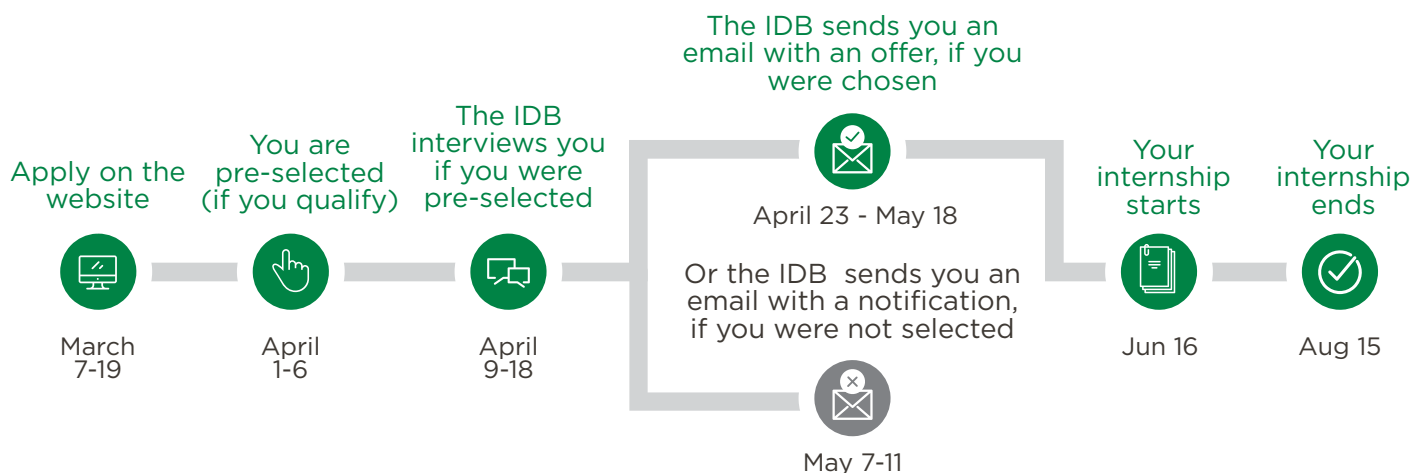 Apply on the
website
March
7-19
You are
pre-selected
(if you qualify)
April
1-6
The IDB
interviews you
if you were
pre-selected
April
9-18
The IDB sends you an
email with an offer, if you
were chosen
April 23 - May 18
Or the IDB sends you an
email with a notification,
if you were not selected
May 7-11
Your
internship
starts
Jun 16
Your
internship
ends
Aug 15